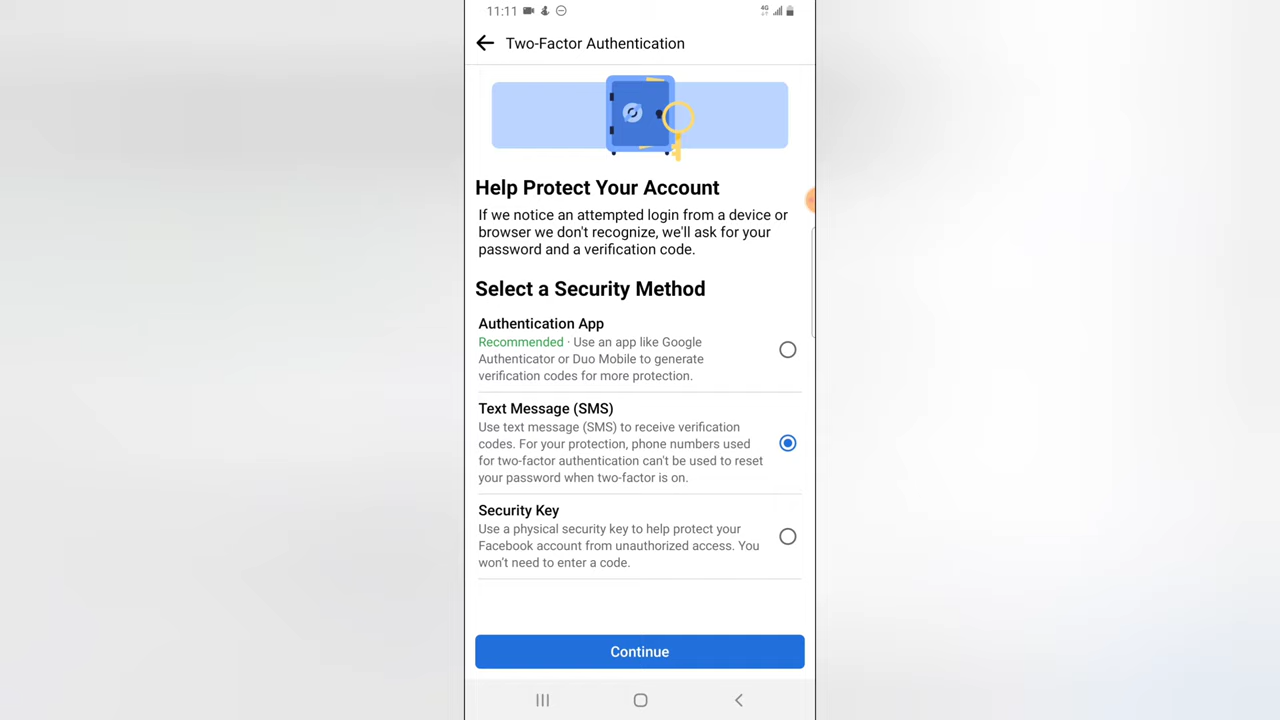 11:11
4G
Two-Factor Authentication
Help Protect Your Account
If we notice an attempted login from a device or
browser we don't recognize, we'll ask for your
password and a verification code.
Select a Security Method
Authentication App
Recommended · Use an app like Google
Authenticator or Duo Mobile to generate
verification codes for more protection.
Text Message (SMS)
Use text message (SMS) to receive verification
codes. For your protection, phone numbers used
for two-factor authentication can't be used to reset
your password when two-factor is on.
Security Key
Use a physical security key to help protect your
Facebook account from unauthorized access. You
won't need to enter a code.
Continue